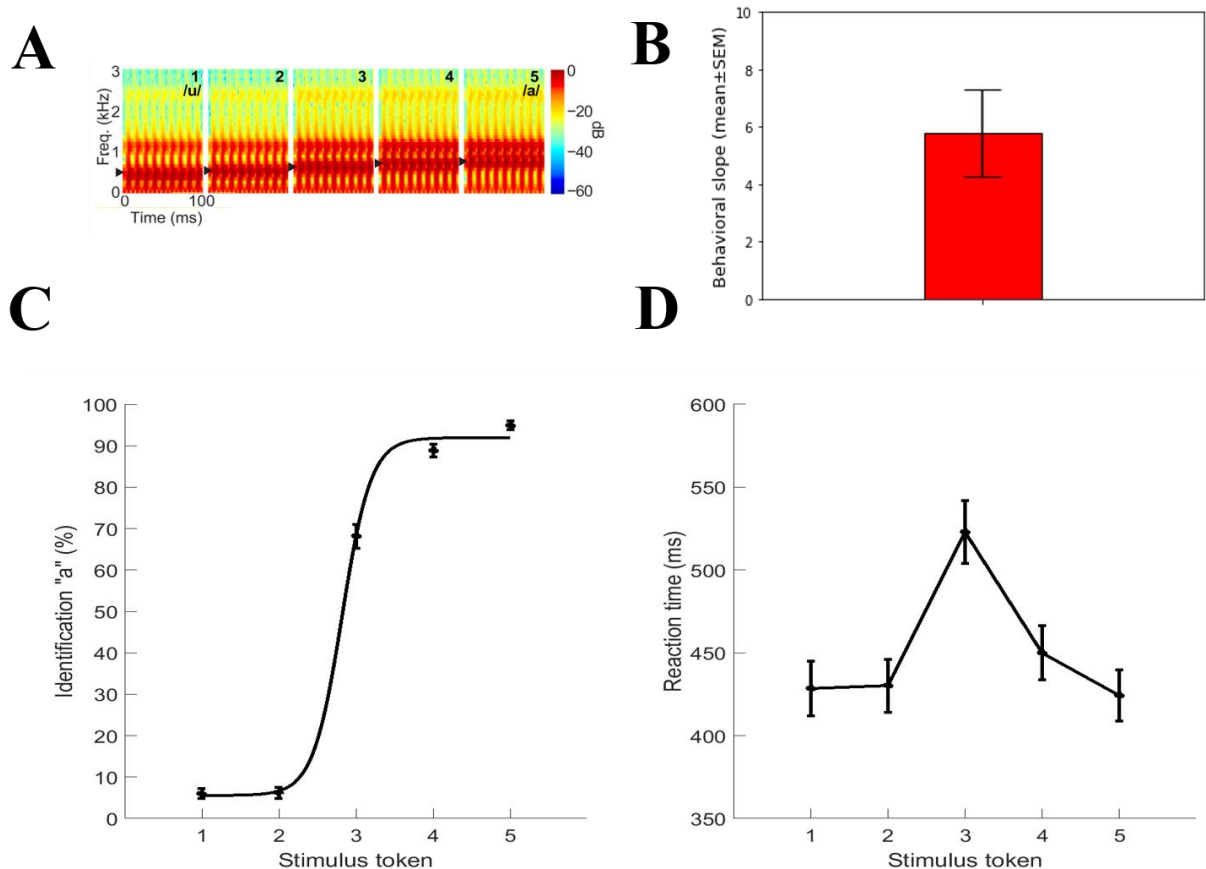 A
3
2
1
0
Freq. (kHz)
1
/u/
2
3
4
5
/a/
0
−20
−40
−60
dB
0
100
Time (ms)
B
10
8
6
4
2
0
Behavioral slope (mean±SEM)
C
100
90
80
70
60
50
40
30
20
10
0
Identification "a" (%)
1 2 3 4 5
Stimulus token
D
600
550
500
450
400
350
Reaction time (ms)
1 2 3 4 5
Stimulus token